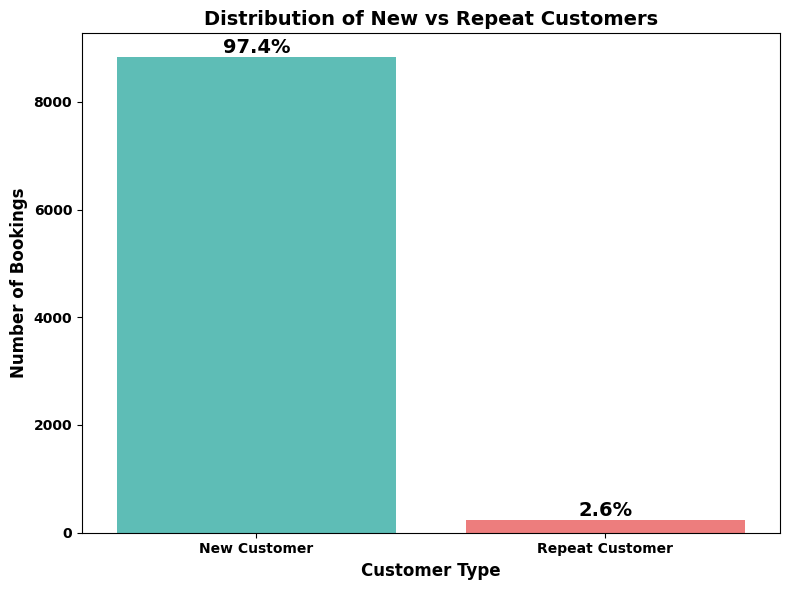 Distribution of New vs Repeat Customers
97.4%
8000
6000
4000
2000
0
Number of Bookings
2.6%
New Customer
Repeat Customer
Customer Type